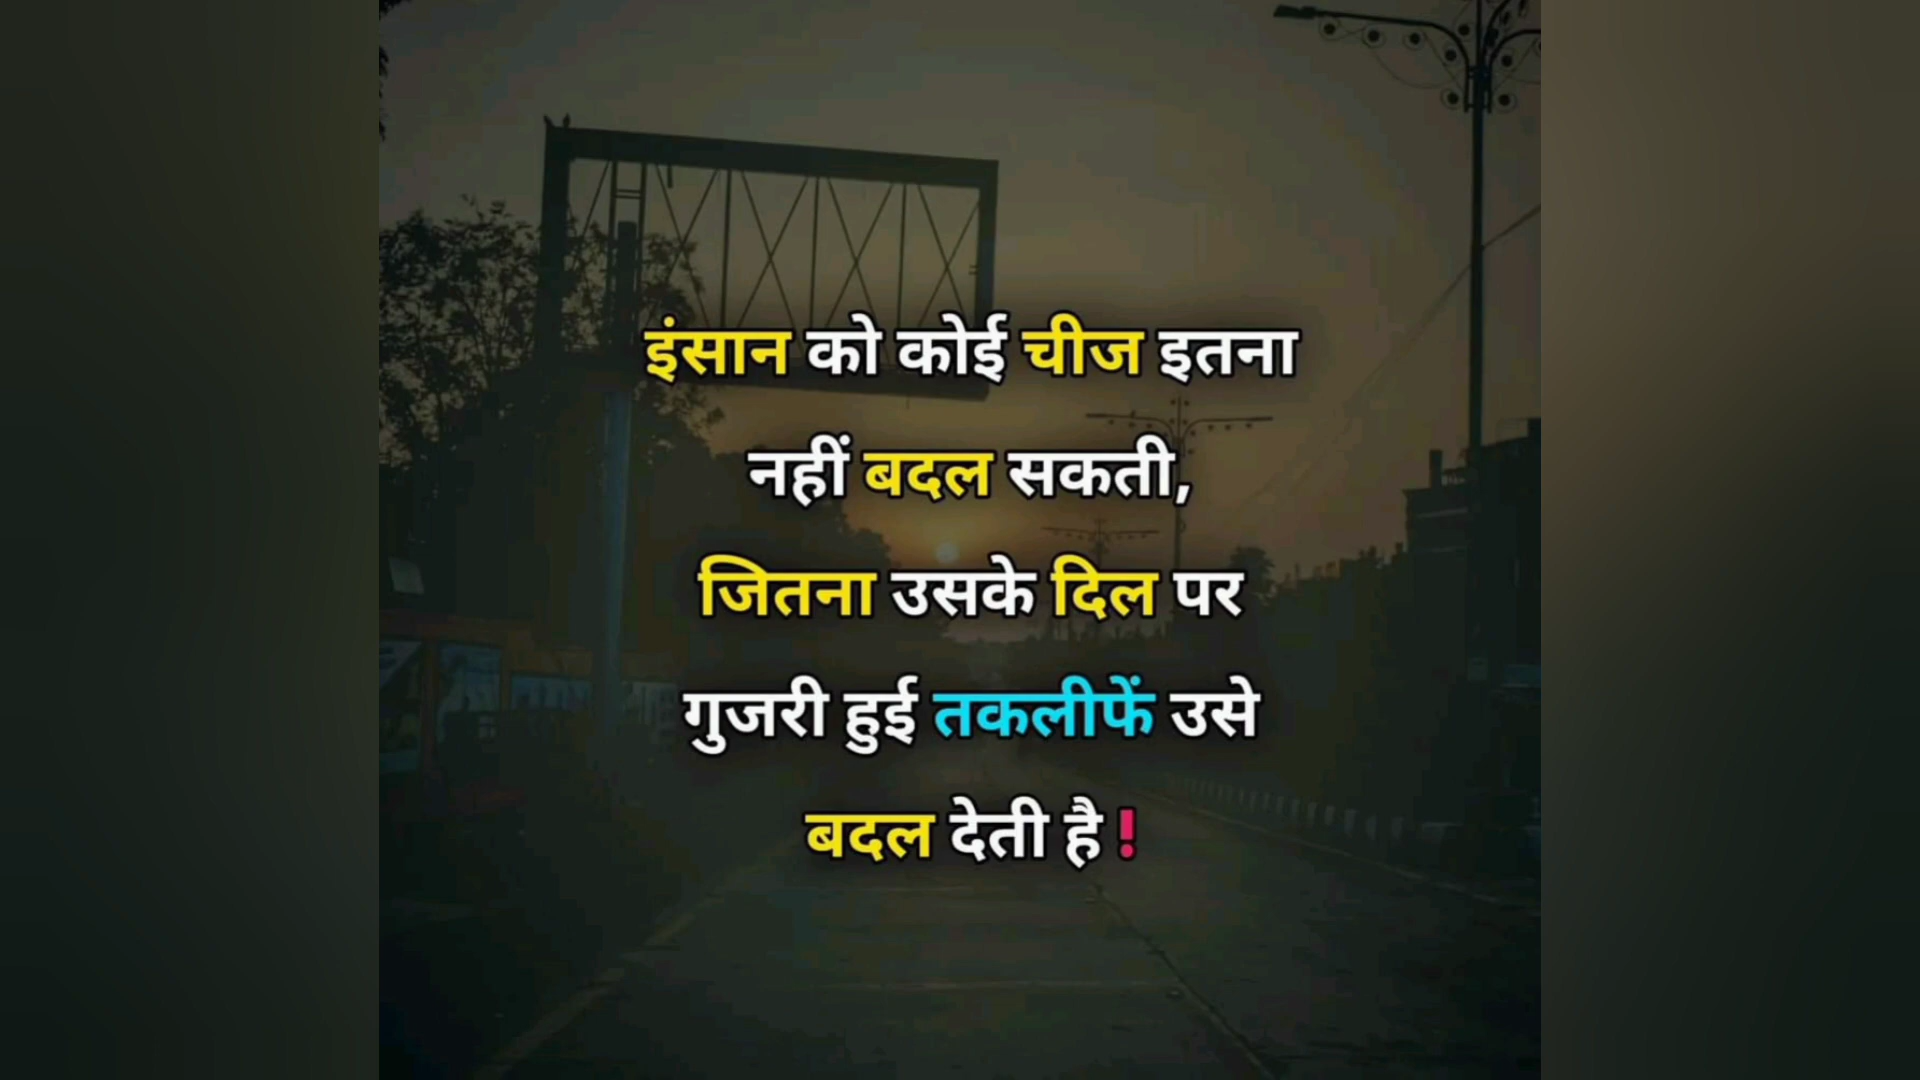 इंसान को कोई चीज इतना
नहीं बदल सकती,
जितना उसके दिल पर
गुजरी हुई तकलीफें उसे
बदल देती है❗